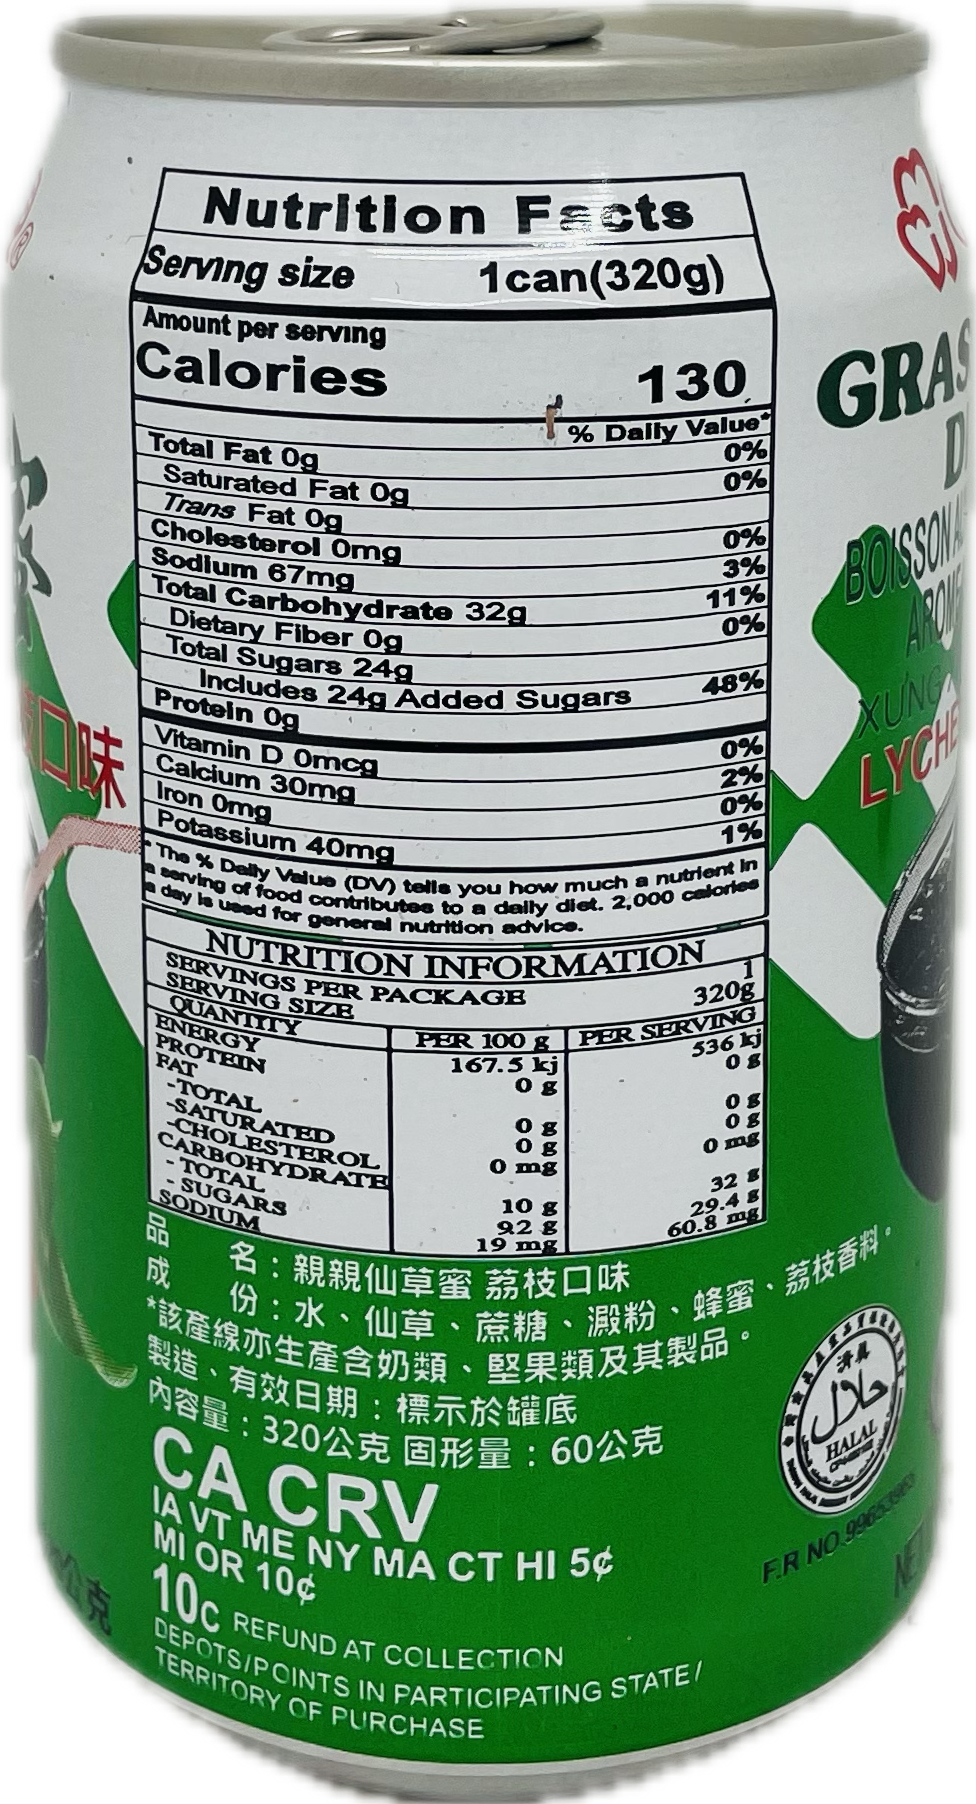 Nutrition Facts
Serving size 1can(320g)
Amount per serving
Calories 130
% Daily Value*
Total Fat 0g 0%
Saturated Fat 0g 0%
Trans Fat 0g
Cholesterol 0mg 0%
Sodium 67mg 3%
Total Carbohydrate 32g 11%
Dietary Fiber 0g 0%
Total Sugars 24g
Includes 24g Added Sugars 48%
Protein 0g
Vitamin D 0mcg 0%
Calcium 30mg 2%
Iron 0mg 0%
Potassium 40mg 1%
* The % Daily Value (DV) tells you how much a nutrient in
a serving of food contributes to a daily diet. 2,000 calories
a day is used for general nutrition advice.
NUTRITION INFORMATION
SERVINGS PER PACKAGE 1
SERVING SIZE 320g
QUANTITY PER 100 g PER SERVING
ENERGY 167.5 kj 536 kj
PROTEIN 0 g 0 g
FAT
-TOTAL 0 g 0 g
-SATURATED 0 g 0 g
-CHOLESTEROL 0 mg 0 mg
CARBOHYDRATE
- TOTAL 10 g 32 g
- SUGARS 9.2 g 29.4 g
SODIUM 19 mg 60.8 mg
品 名：親親仙草蜜 荔枝口味
成 份：水、仙草、蔗糖、澱粉、蜂蜜、荔枝香料。
*該產線亦生產含奶類、堅果類及其製品。
製造、有效日期：標示於罐底
內容量：320公克 固形量：60公克
CA CRV
IA VT ME NY MA CT HI 5¢
MI OR 10¢
10c REFUND AT COLLECTION
DEPOTS/POINTS IN PARTICIPATING STATE/
TERRITORY OF PURCHASE
GRAS
BOISSON
XUNG
LYCHE
حلال
HALAL
F.R NO.
口味
公克